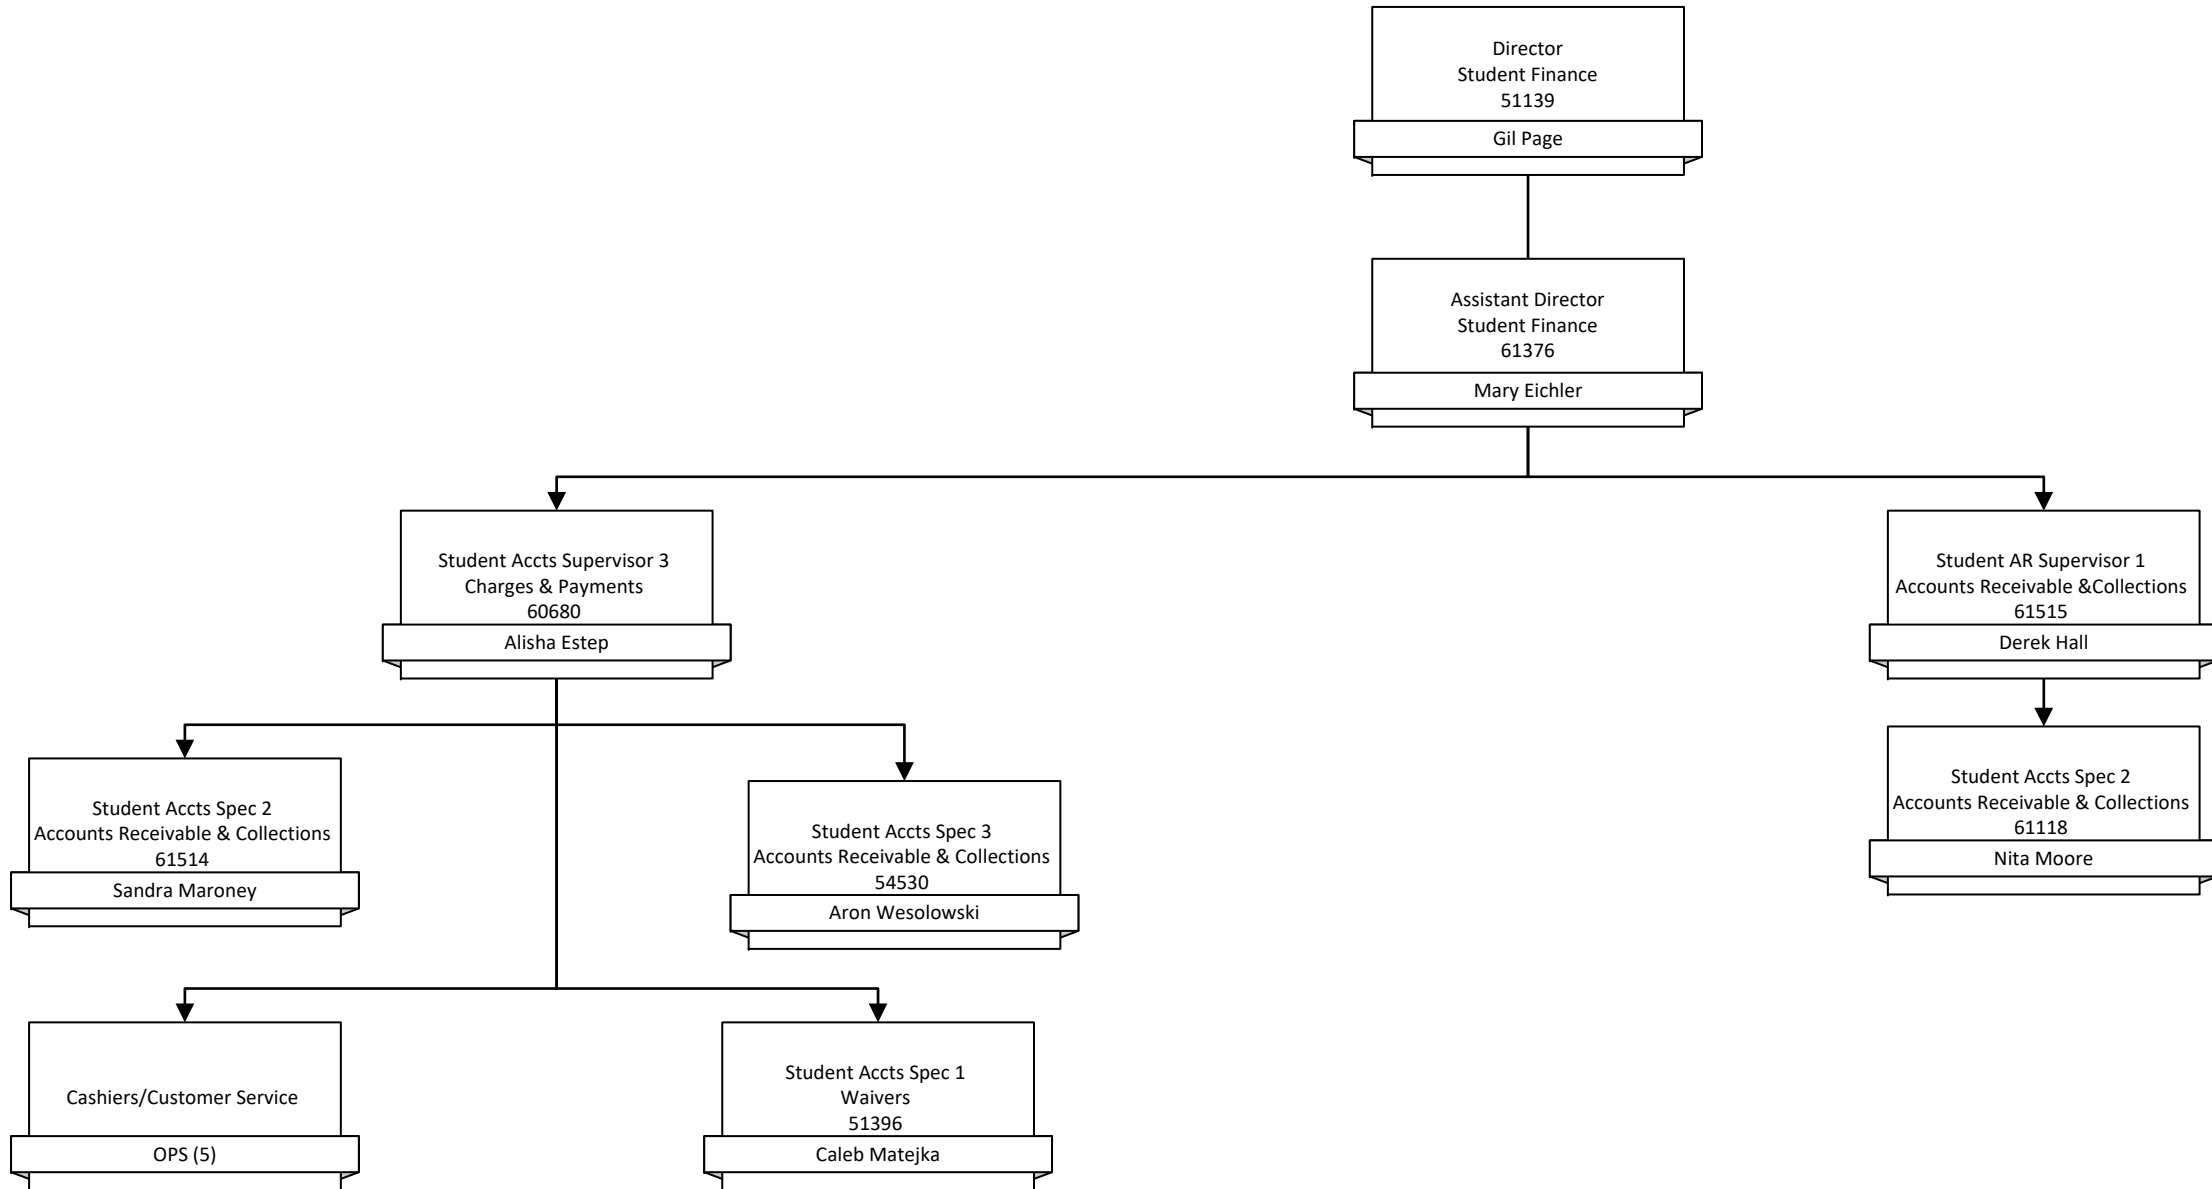 Director
Student Finance
51139
Gil Page
Assistant Director
Student Finance
61376
Mary Eichler
Student Accts Supervisor 3
Charges & Payments
60680
Alisha Estep
Student AR Supervisor 1
Accounts Receivable &Collections
61515
Derek Hall
Student Accts Spec 2
Accounts Receivable & Collections
61514
Sandra Maroney
Student Accts Spec 3
Accounts Receivable & Collections
54530
Aron Wesolowski
Student Accts Spec 2
Accounts Receivable & Collections
61118
Nita Moore
Cashiers/Customer Service
OPS (5)
Student Accts Spec 1
Waivers
51396
Caleb Matejka